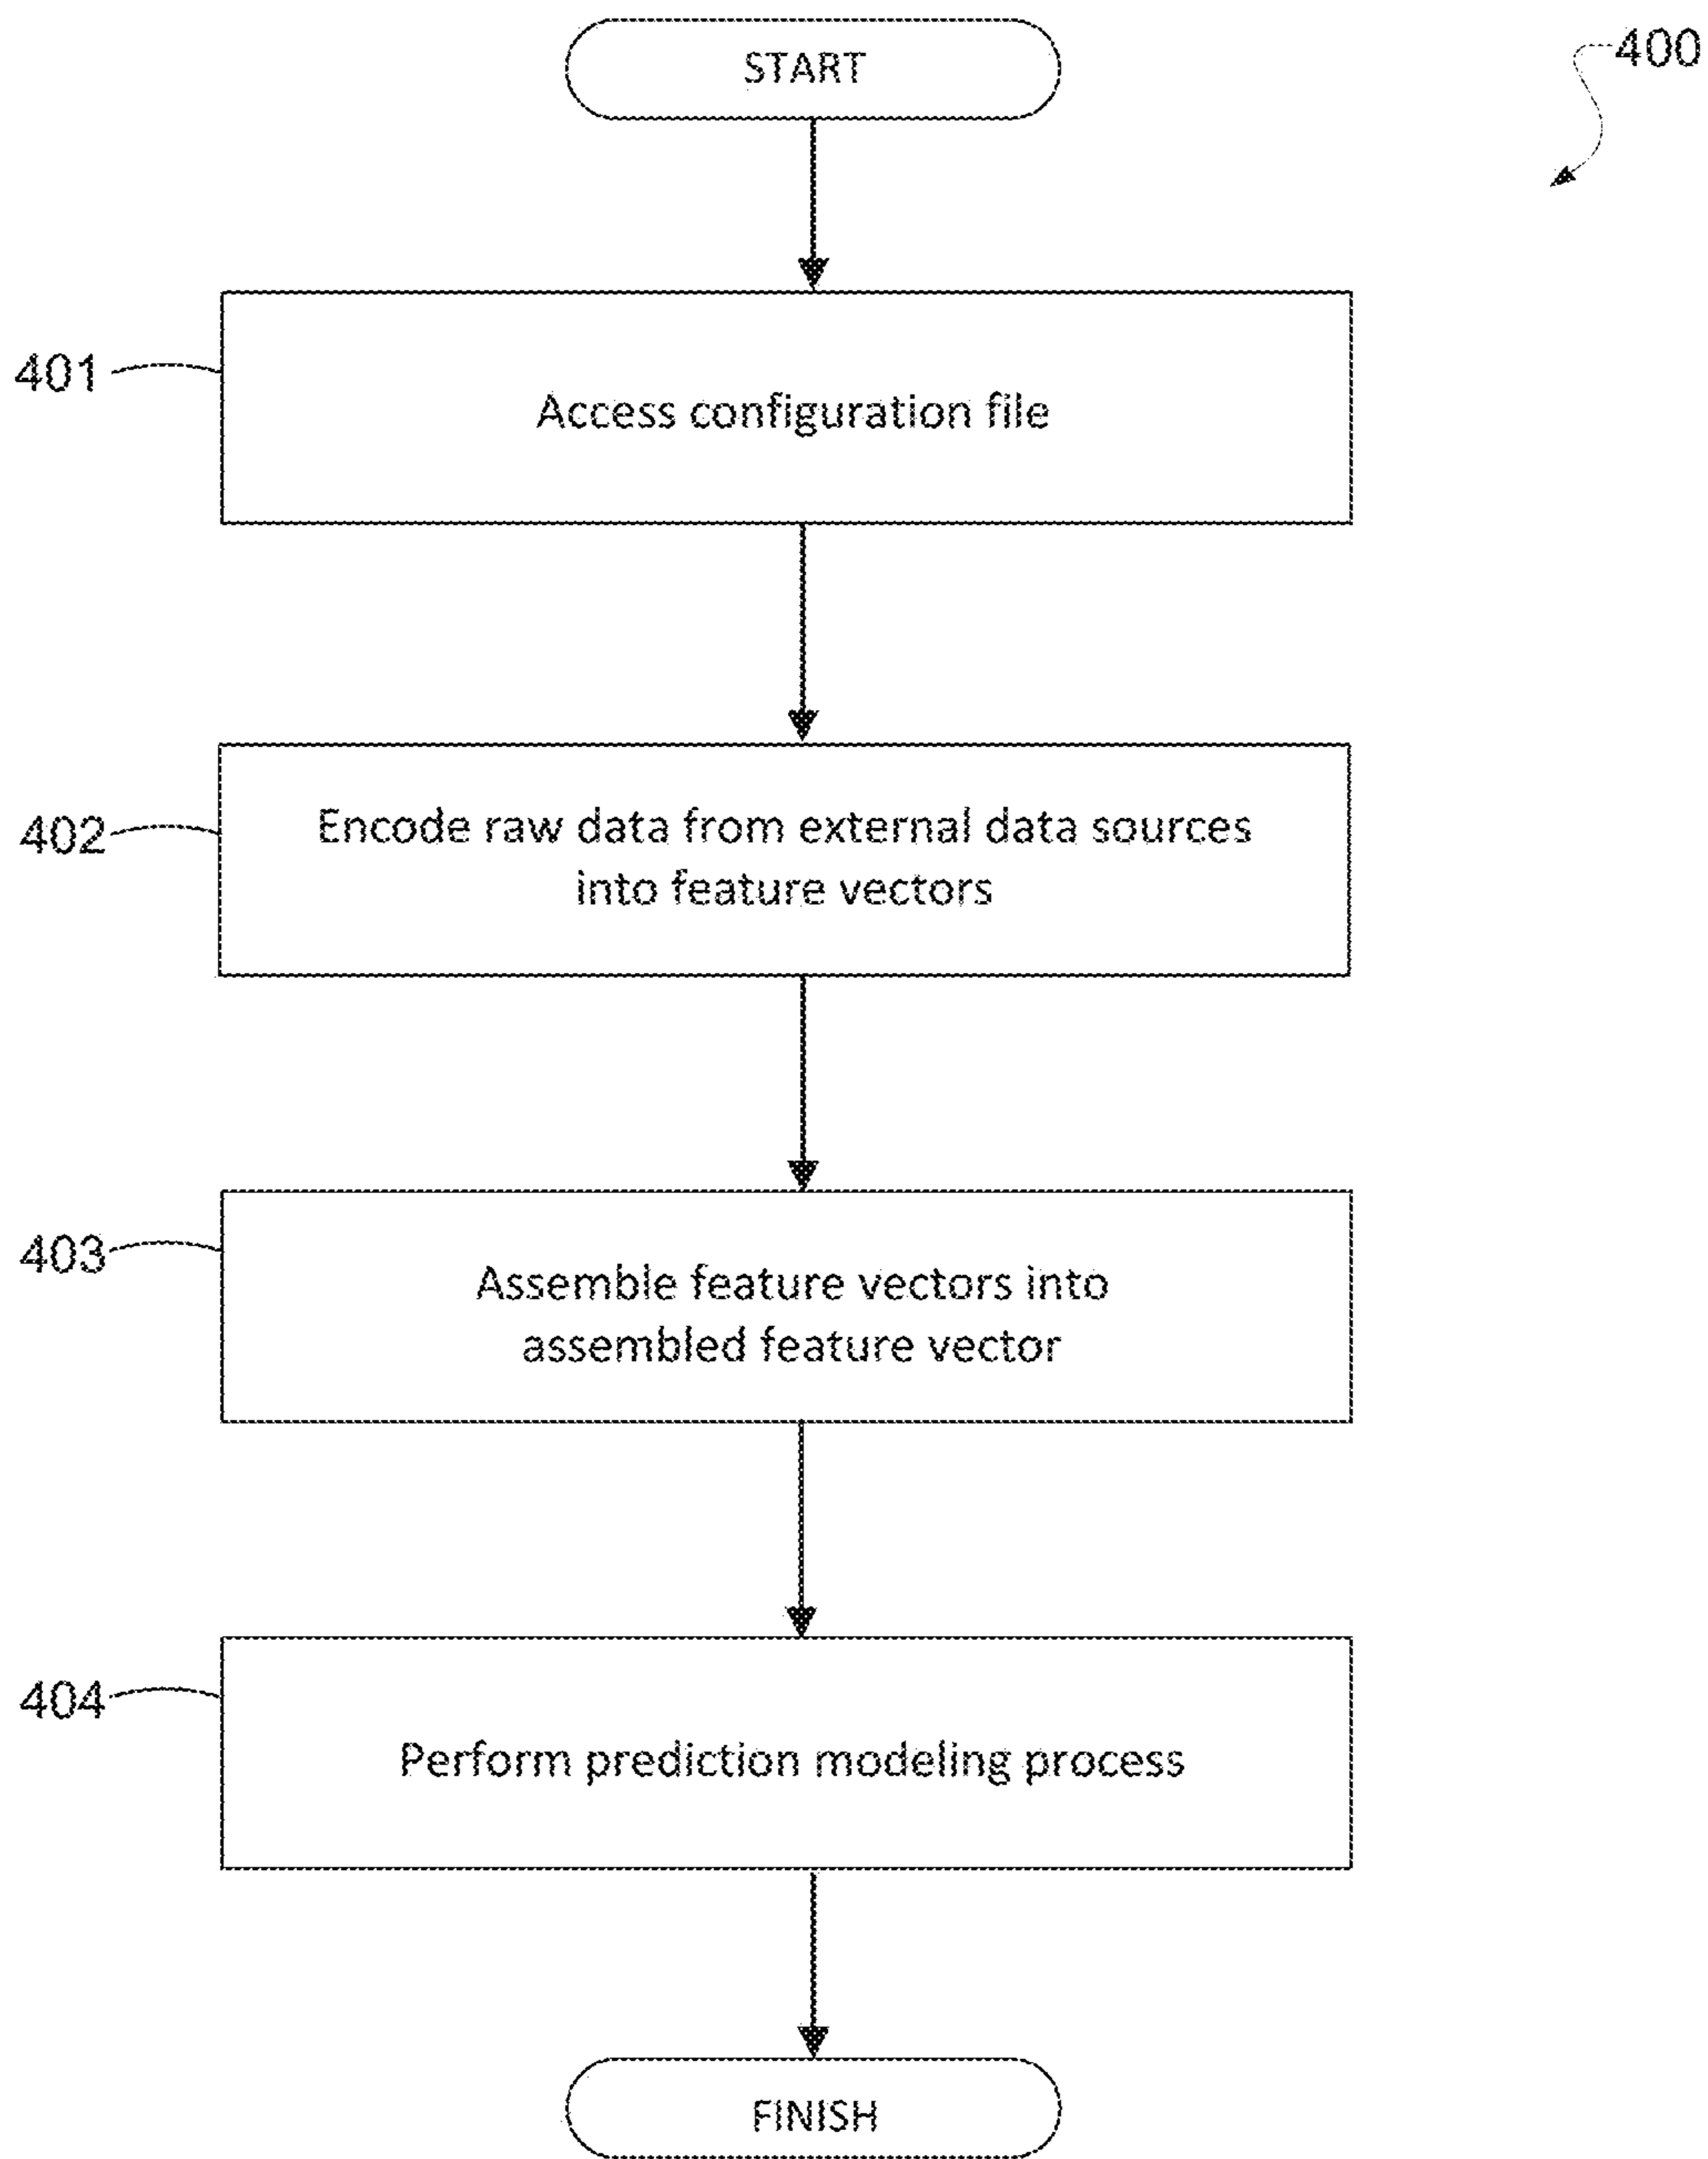 START
400
401
Access configuration file
402
Encode raw data from external data sources
into feature vectors
403
Assemble feature vectors into
assembled feature vector
404
Perform prediction modeling process
FINISH